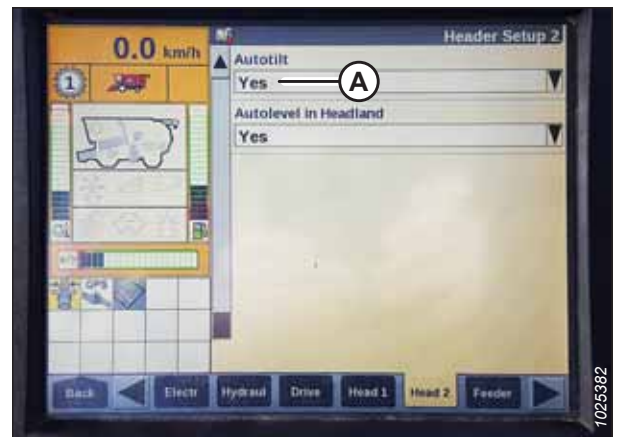 Header Setup 2
0.0 km/h
1
Autotilt
Yes
A
Autolevel in Headland
Yes
GPS
Back
Electr
Hydraul
Drive
Head 1
Head 2
Feeder
1025382